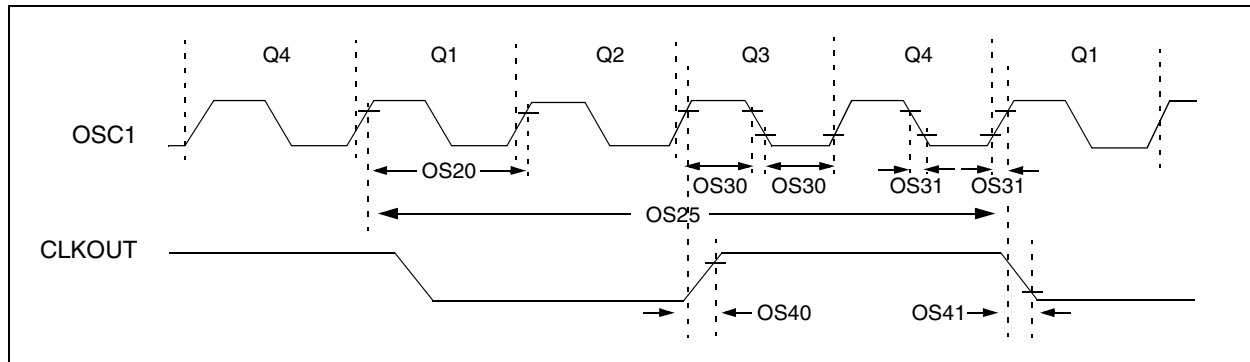 Q4 Q1 Q2 Q3 Q4 Q1
OSC1
OS20
OS30 OS30 OS31 OS31
OS25
CLKOUT
OS40 OS41